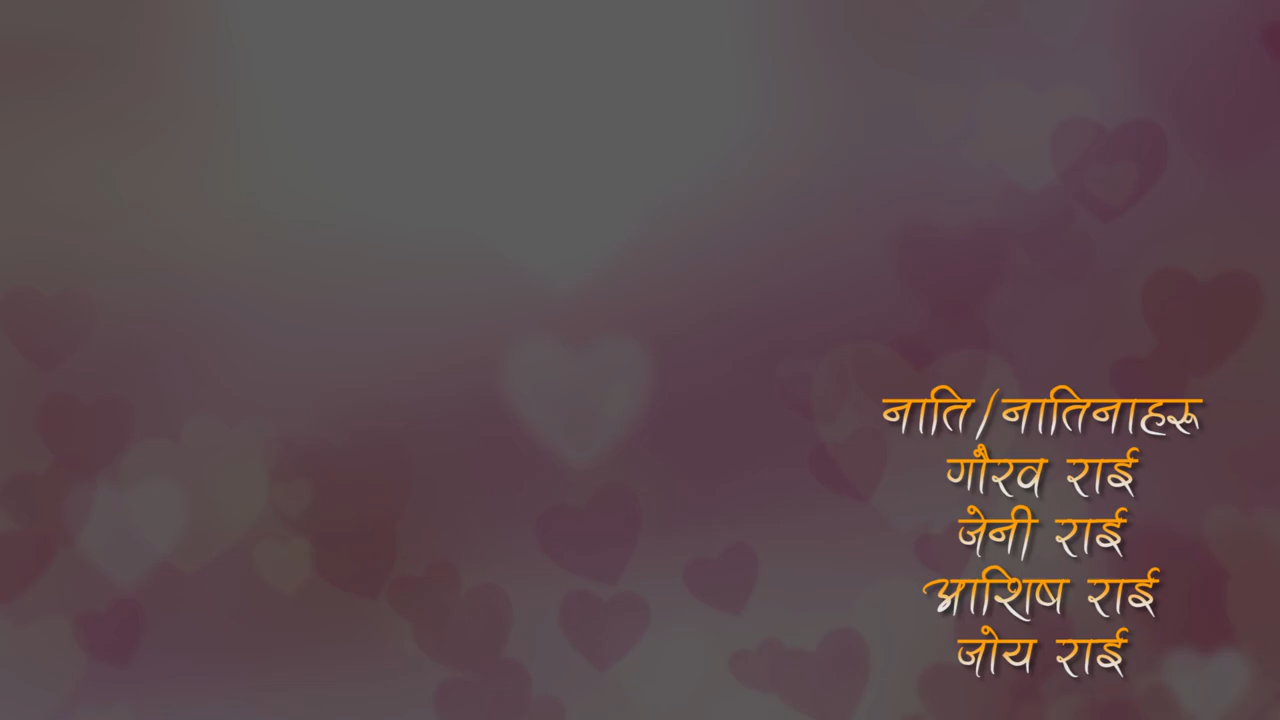 नाति/नातिनाहरू
गौरव राई
जेनी राई
आशिष राई
जोय राई